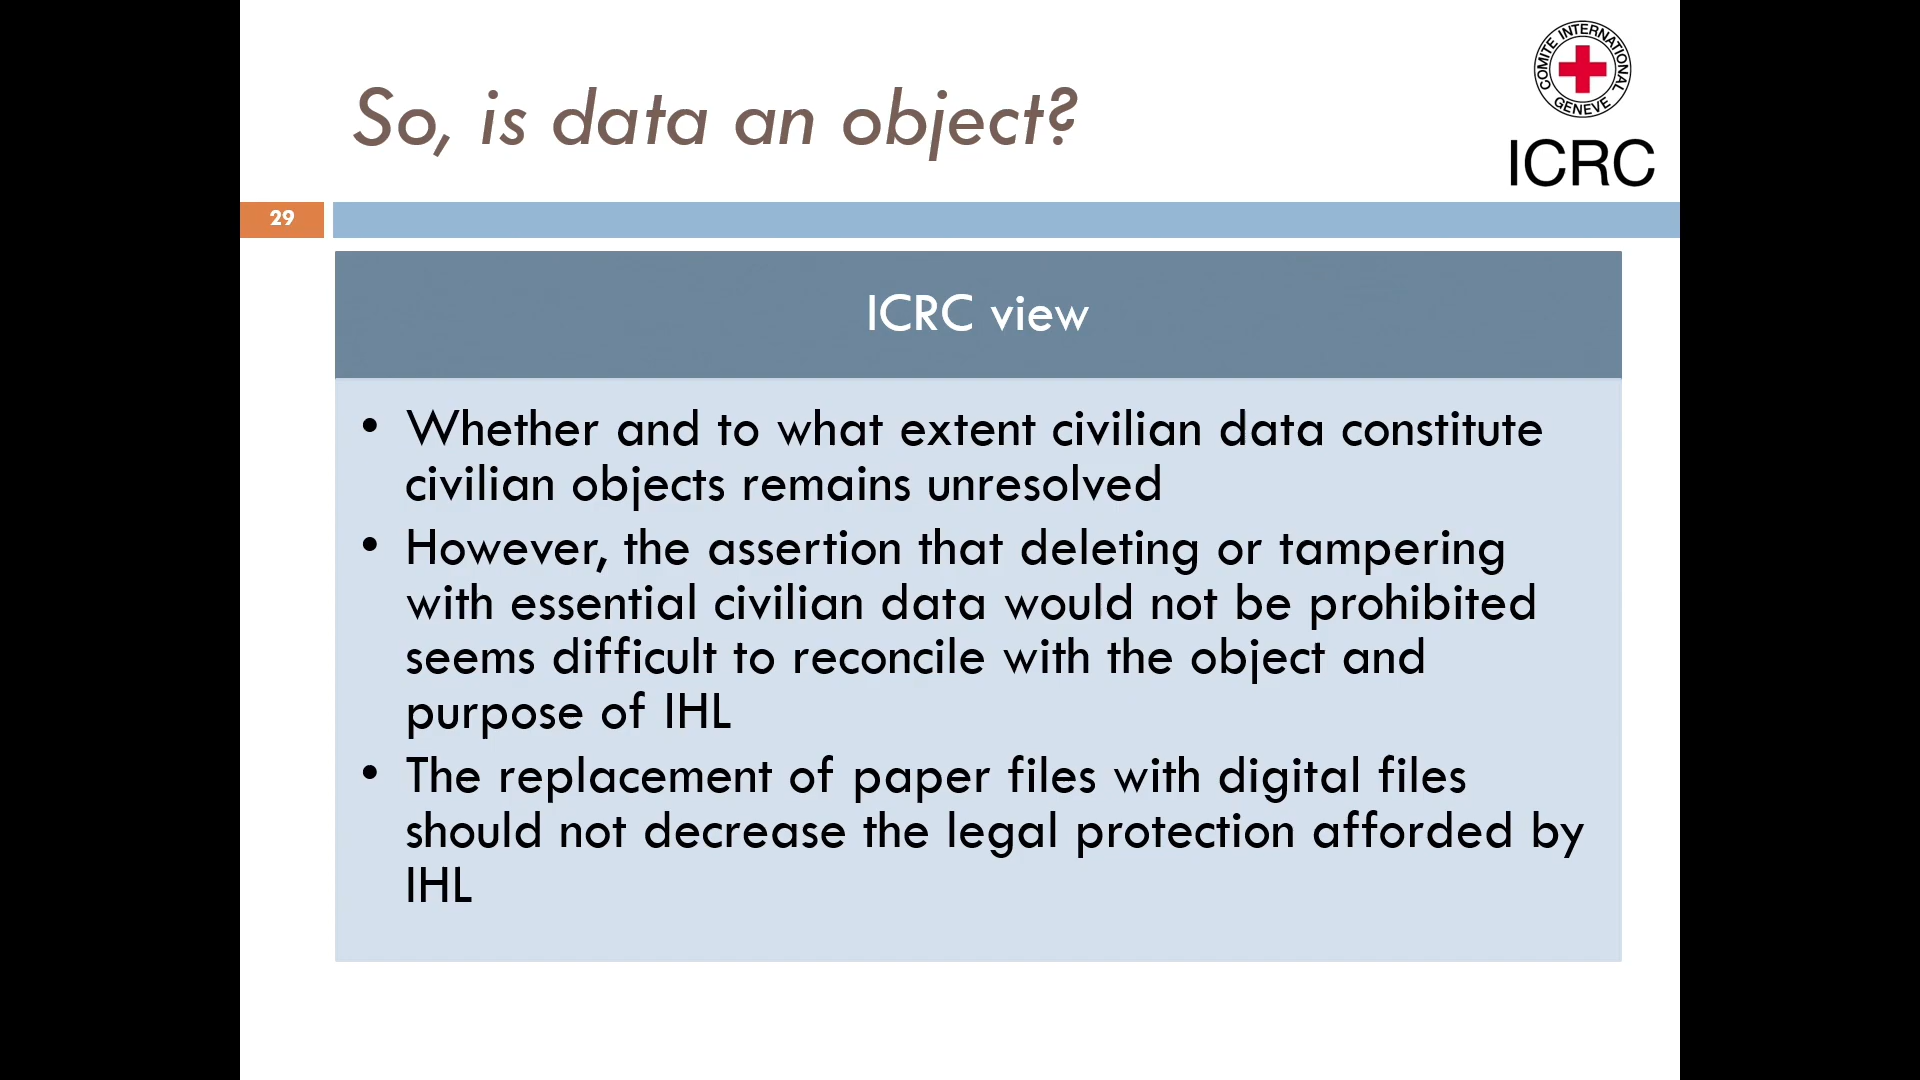 So, is data an object?
COMITE INTERNATIONAL
GENEVE
ICRC
29
ICRC view
• Whether and to what extent civilian data constitute
civilian objects remains unresolved
• However, the assertion that deleting or tampering
with essential civilian data would not be prohibited
seems difficult to reconcile with the object and
purpose of IHL
• The replacement of paper files with digital files
should not decrease the legal protection afforded by
IHL